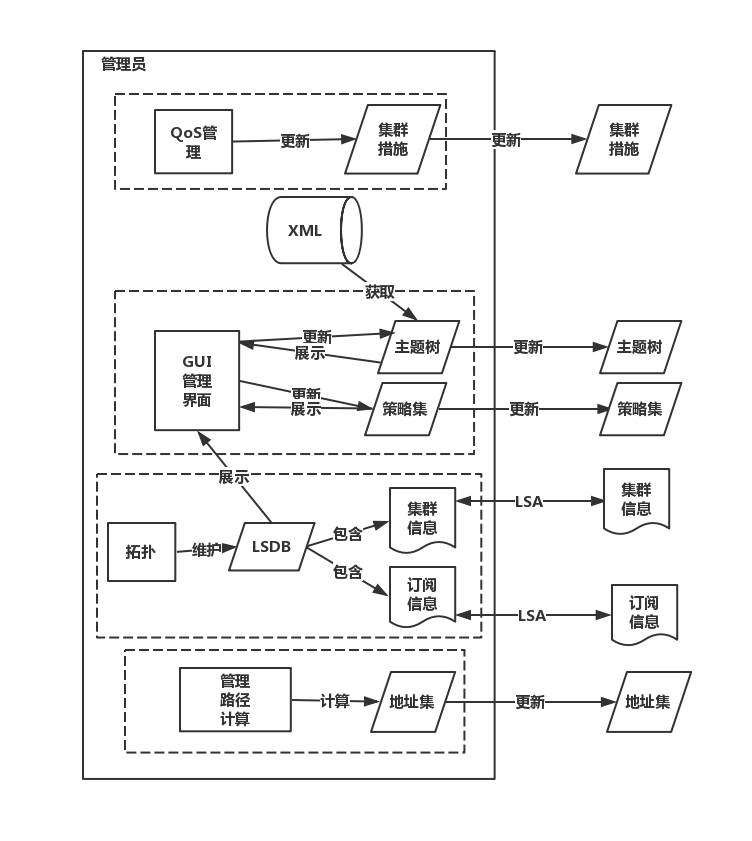 管理员
QoS管
理
更新
集群
措施
更新
集群
措施
XML
获取
GUI
管理
界面
更新
展示
主题树
更新
主题树
更新
展示
策略集
更新
策略集
展示
拓扑
维护
LSDB
包含
集群
信息
LSA
集群
信息
包含
订阅
信息
LSA
订阅
信息
管理
路径
计算
计算
地址集
更新
地址集